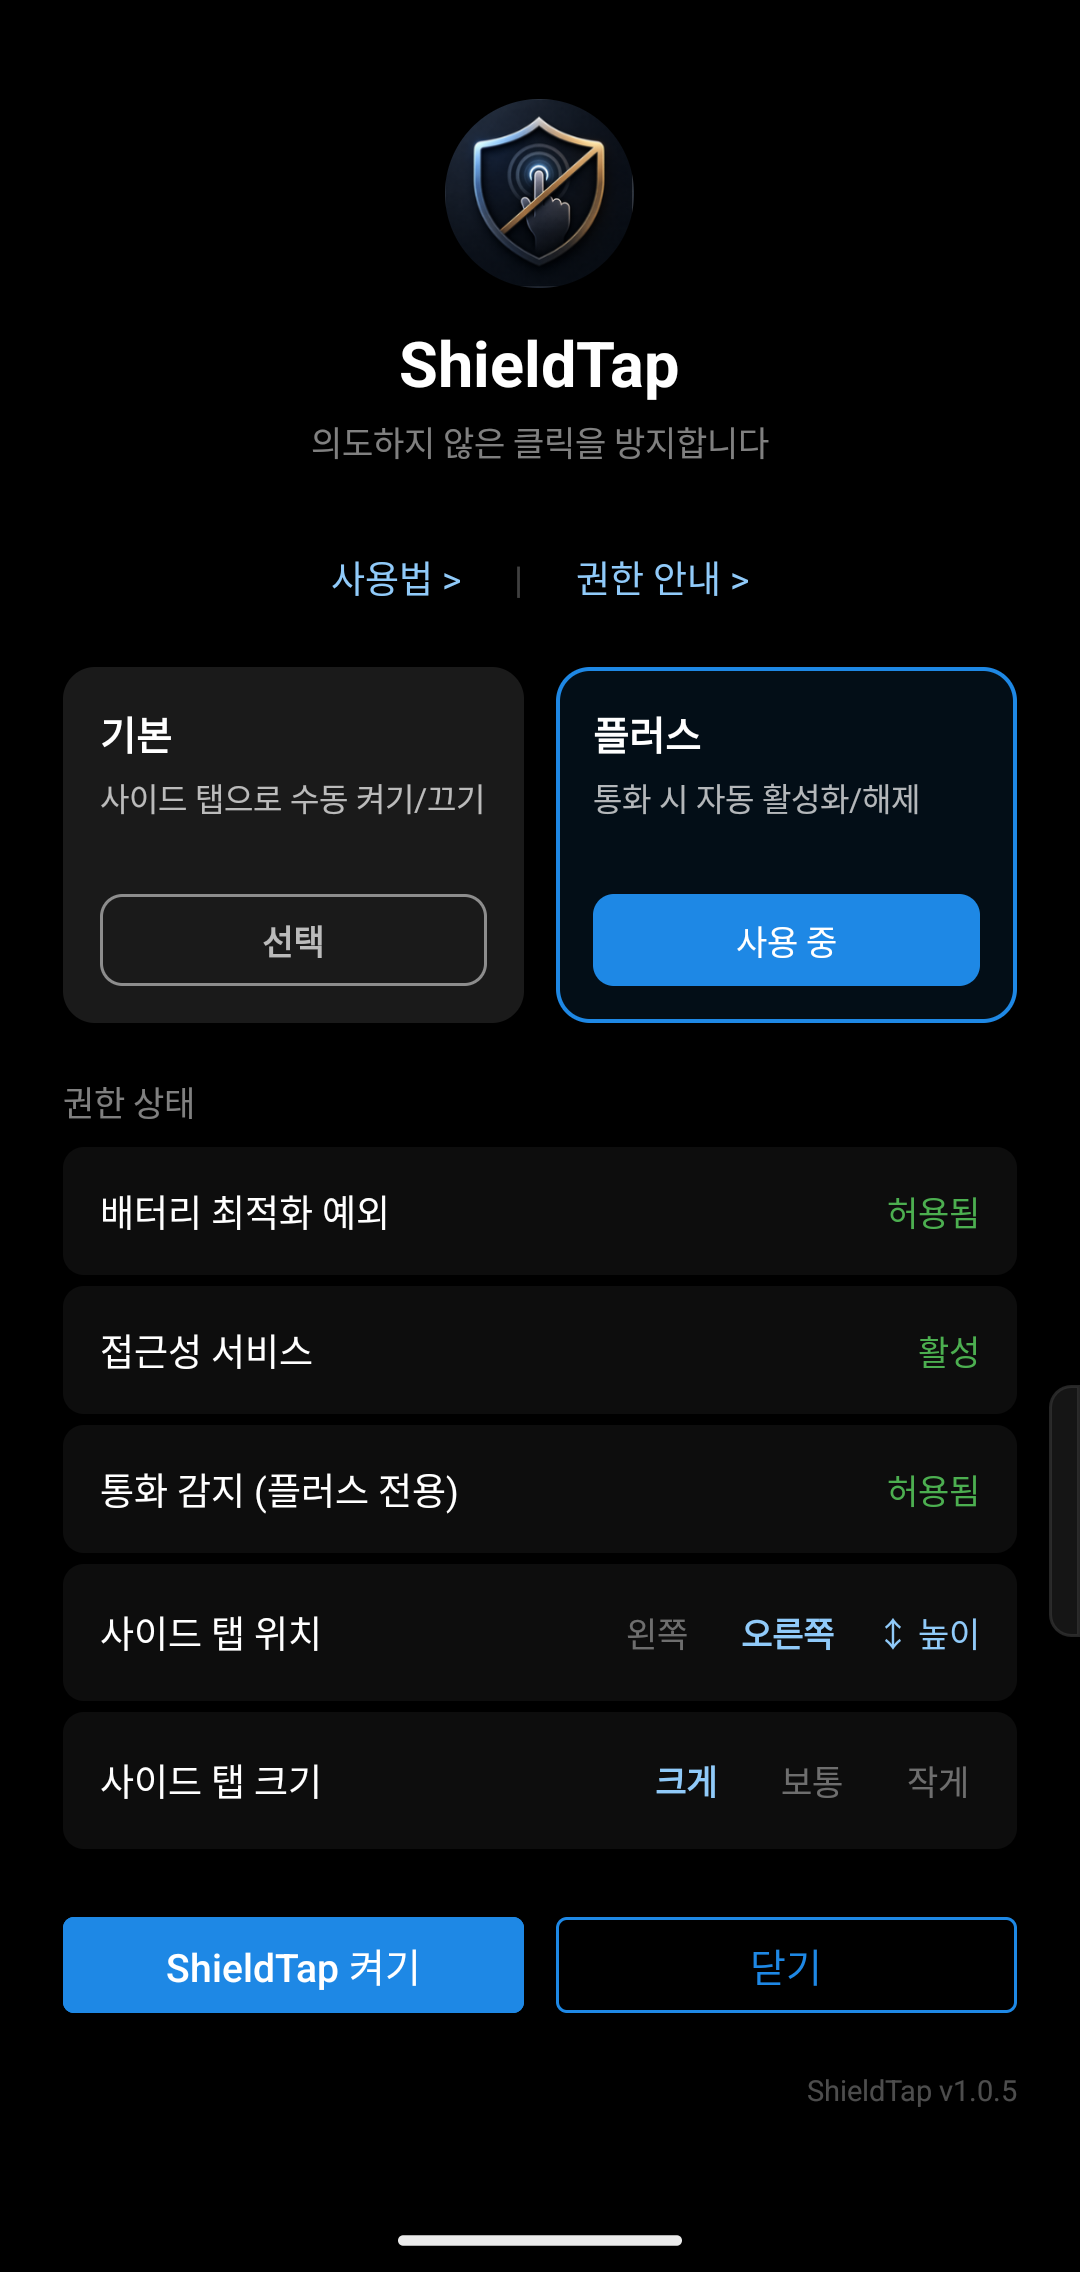 ShieldTap
의도하지 않은 클릭을 방지합니다
사용법 > | 권한 안내 >
기본
사이드 탭으로 수동 켜기/끄기
선택
플러스
통화 시 자동 활성화/해제
사용 중
권한 상태
배터리 최적화 예외 허용됨
접근성 서비스 활성
통화 감지 (플러스 전용) 허용됨
사이드 탭 위치 왼쪽 오른쪽 ↕ 높이
사이드 탭 크기 크게 보통 작게
ShieldTap 켜기 닫기
ShieldTap v1.0.5